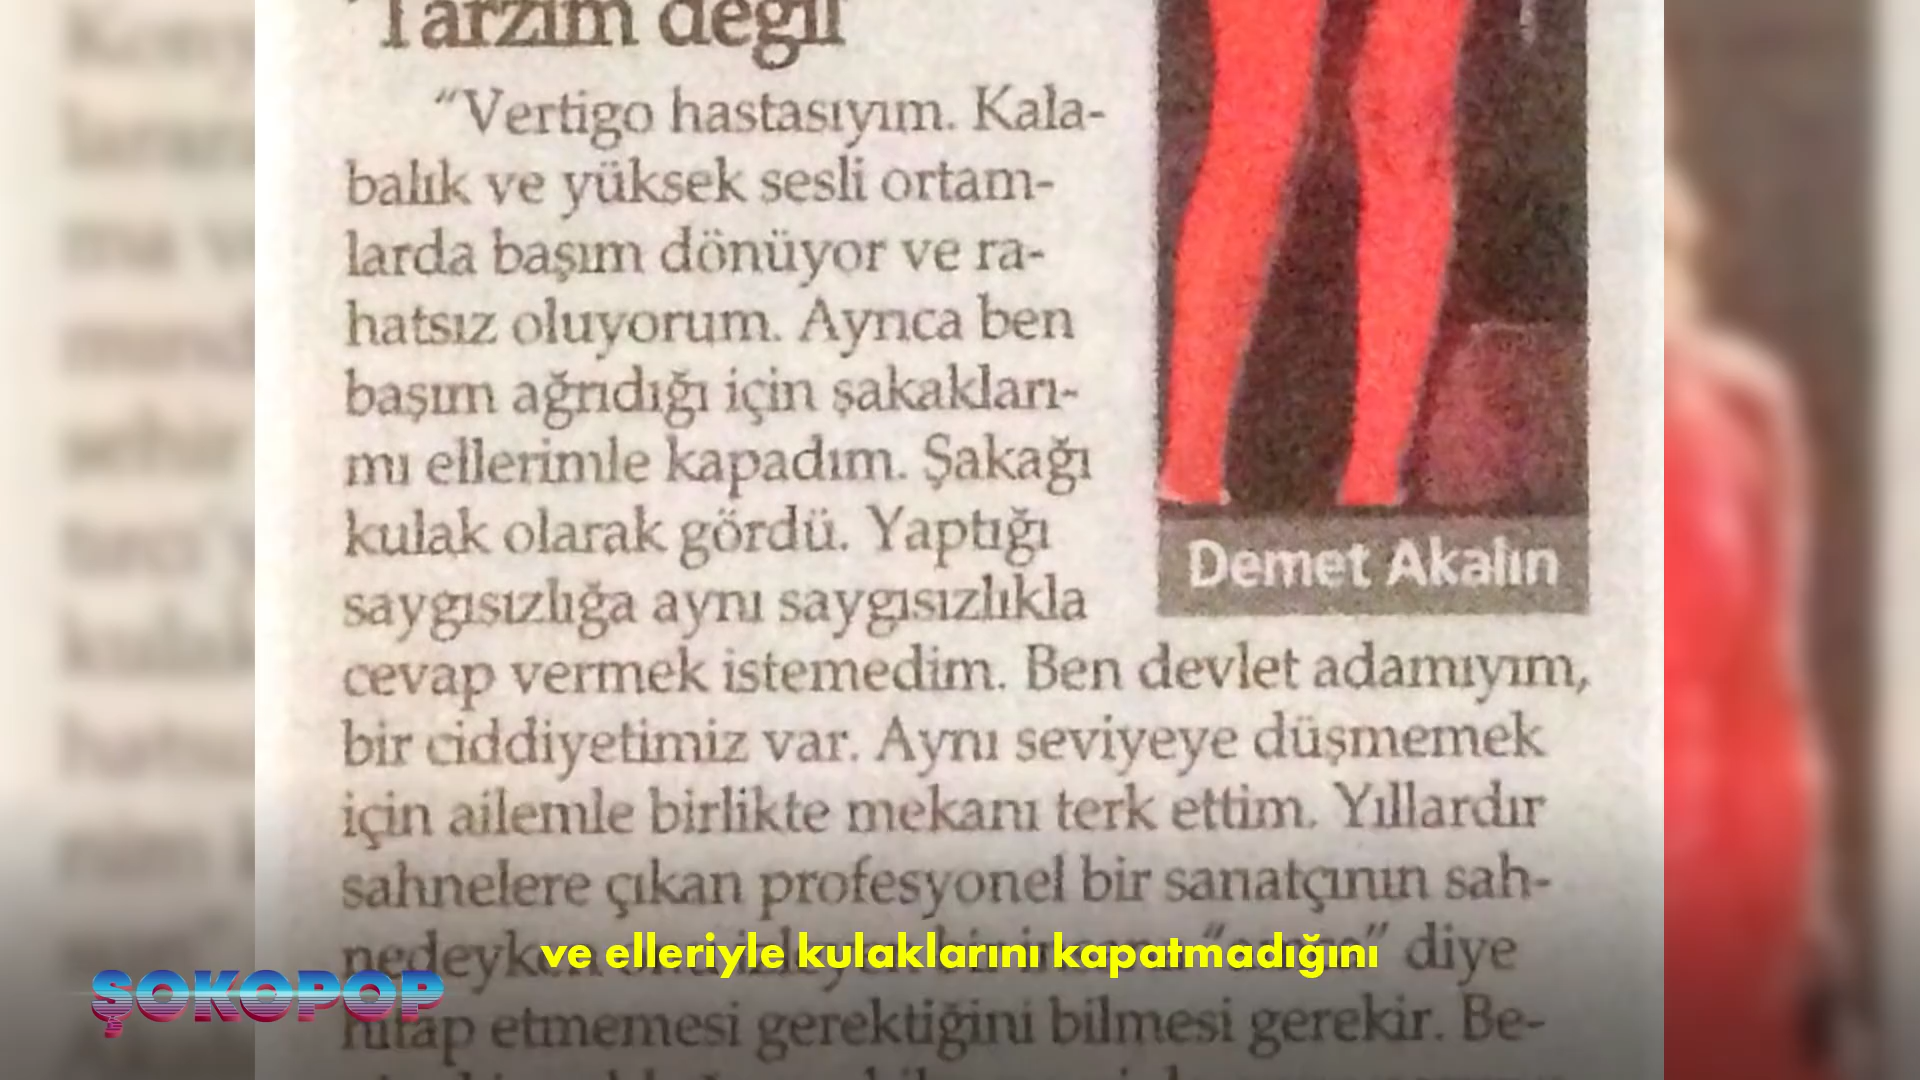 Tarzım değil
“Vertigo hastasıyım. Kala-
balık ve yüksek sesli ortam-
larda başım dönüyor ve ra-
hatsız oluyorum. Ayrıca ben
başım ağrıdığı için şakakları-
mı ellerimle kapadım. Şakağı
kulak olarak gördü. Yaptığı
saygısızlığa aynı saygısızlıkla
cevap vermek istemedim. Ben devlet adamıyım,
bir ciddiyetimiz var. Aynı seviyeye düşmemek
için ailemle birlikte mekanı terk ettim. Yıllardır
sahnelere çıkan profesyonel bir sanatçının sah-
diye
hitap etmemesi gerektiğini bilmesi gerekir. Be-
Demet Akalın
ve elleriyle kulaklarını kapatmadığını
ŞOKOPOP